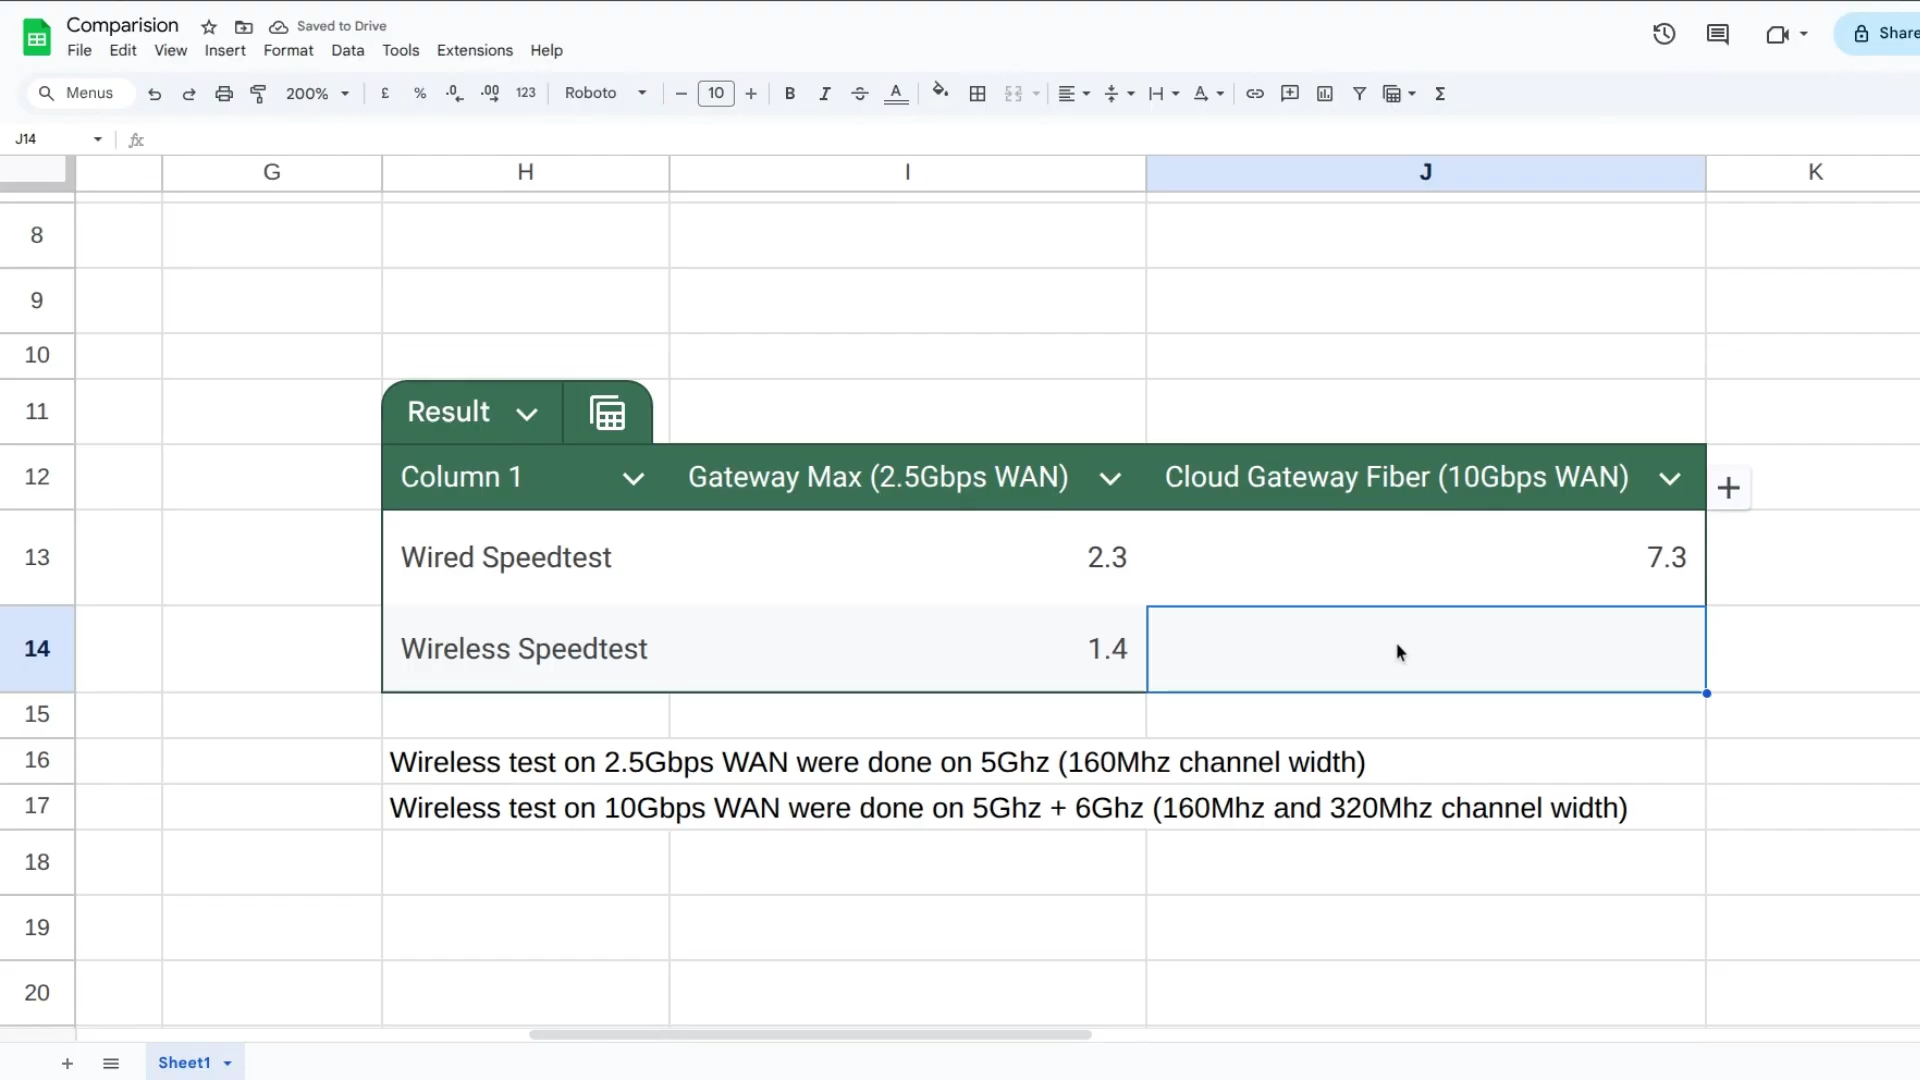 Comparision
Saved to Drive
Share
File Edit View Insert Format Data Tools Extensions Help
Menus 200% £ % .0 .00 123 Roboto 10 B I A Σ
J14 fx
G H I J K
8
9
10
11 Result
12 Column 1 Gateway Max (2.5Gbps WAN) Cloud Gateway Fiber (10Gbps WAN)
13 Wired Speedtest 2.3 7.3
14 Wireless Speedtest 1.4
15
16 Wireless test on 2.5Gbps WAN were done on 5Ghz (160Mhz channel width)
17 Wireless test on 10Gbps WAN were done on 5Ghz + 6Ghz (160Mhz and 320Mhz channel width)
18
19
20
Sheet1